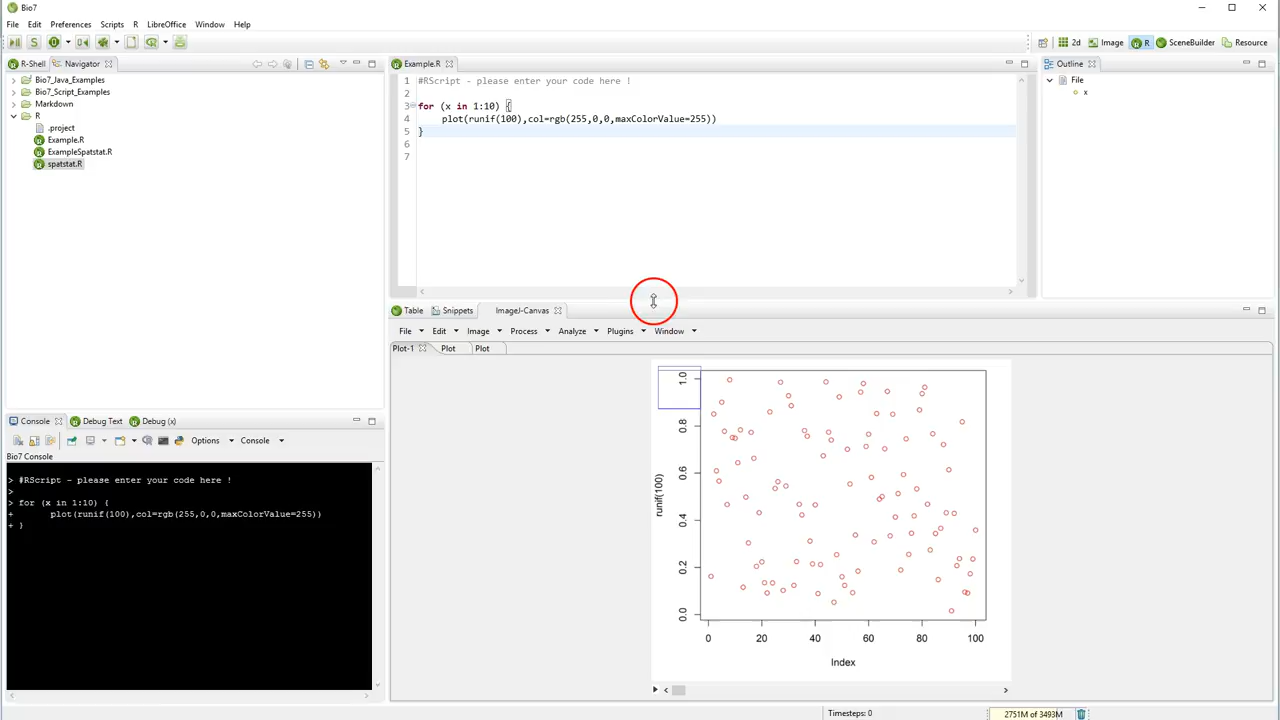 Bio7
File Edit Preferences Scripts R LibreOffice Window Help
2d Image R SceneBuilder Resource
R-Shell Navigator
Bio7_Java_Examples
Bio7_Script_Examples
Markdown
R
.project
Example.R
ExampleSpatstat.R
spatstat.R
Example.R
1 #RScript - please enter your code here !
2
3 for (x in 1:10) {
4 plot(runif(100),col=rgb(255,0,0,maxColorValue=255))
5 }
6
7
Outline
File
x
Table Snippets ImageJ-Canvas
File Edit Image Process Analyze Plugins Window
Plot-1 Plot Plot
1.0
0.8
0.6
0.4
0.2
0.0
runif(100)
0 20 40 60 80 100
Index
Console Debug Text Debug (x)
Options Console
Bio7 Console
> #RScript - please enter your code here !
>
> for (x in 1:10) {
+ plot(runif(100),col=rgb(255,0,0,maxColorValue=255))
+ }
Timesteps: 0
2751M of 3493M